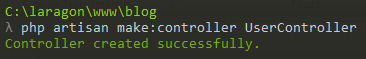 C:\laragon\www\blog
λ php artisan make:controller UserController
Controller created successfully.